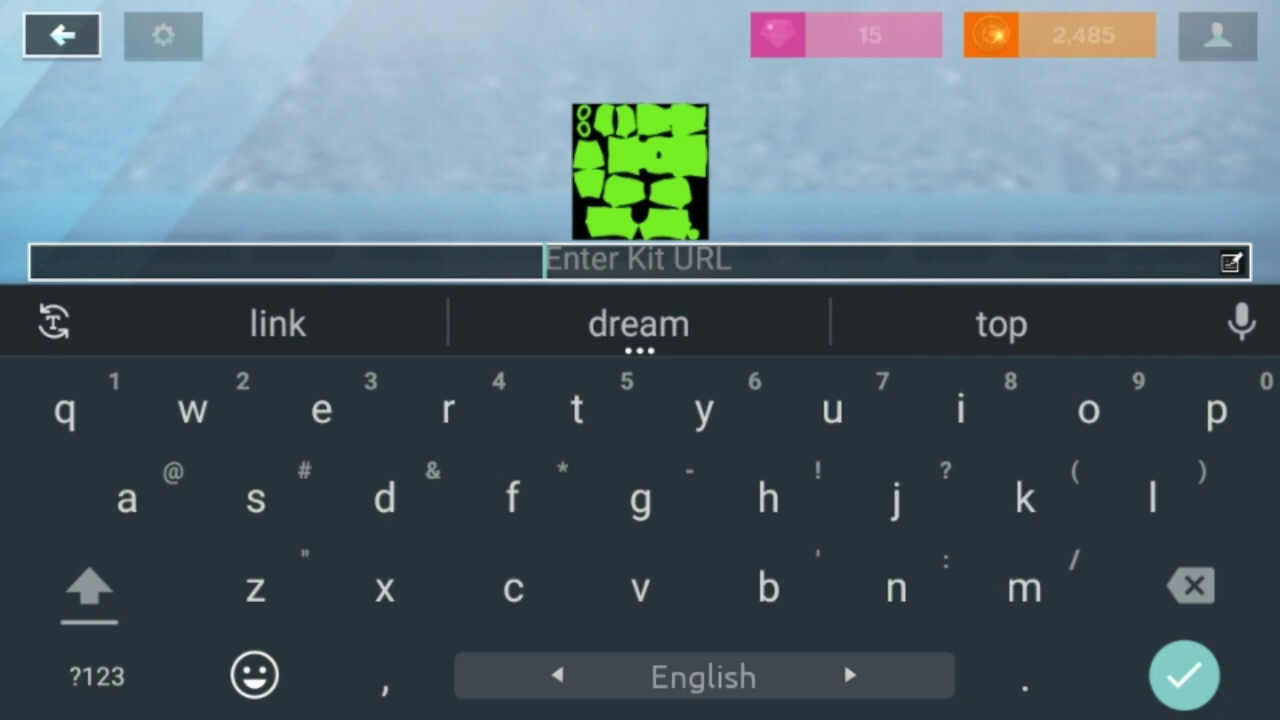 15 2,485
Enter Kit URL
link dream top
1 2 3 4 5 6 7 8 9 0
q w e r t y u i o p
@ # & * - ! ? ( )
a s d f g h j k l
" ' : /
z x c v b n m
?123 , English .